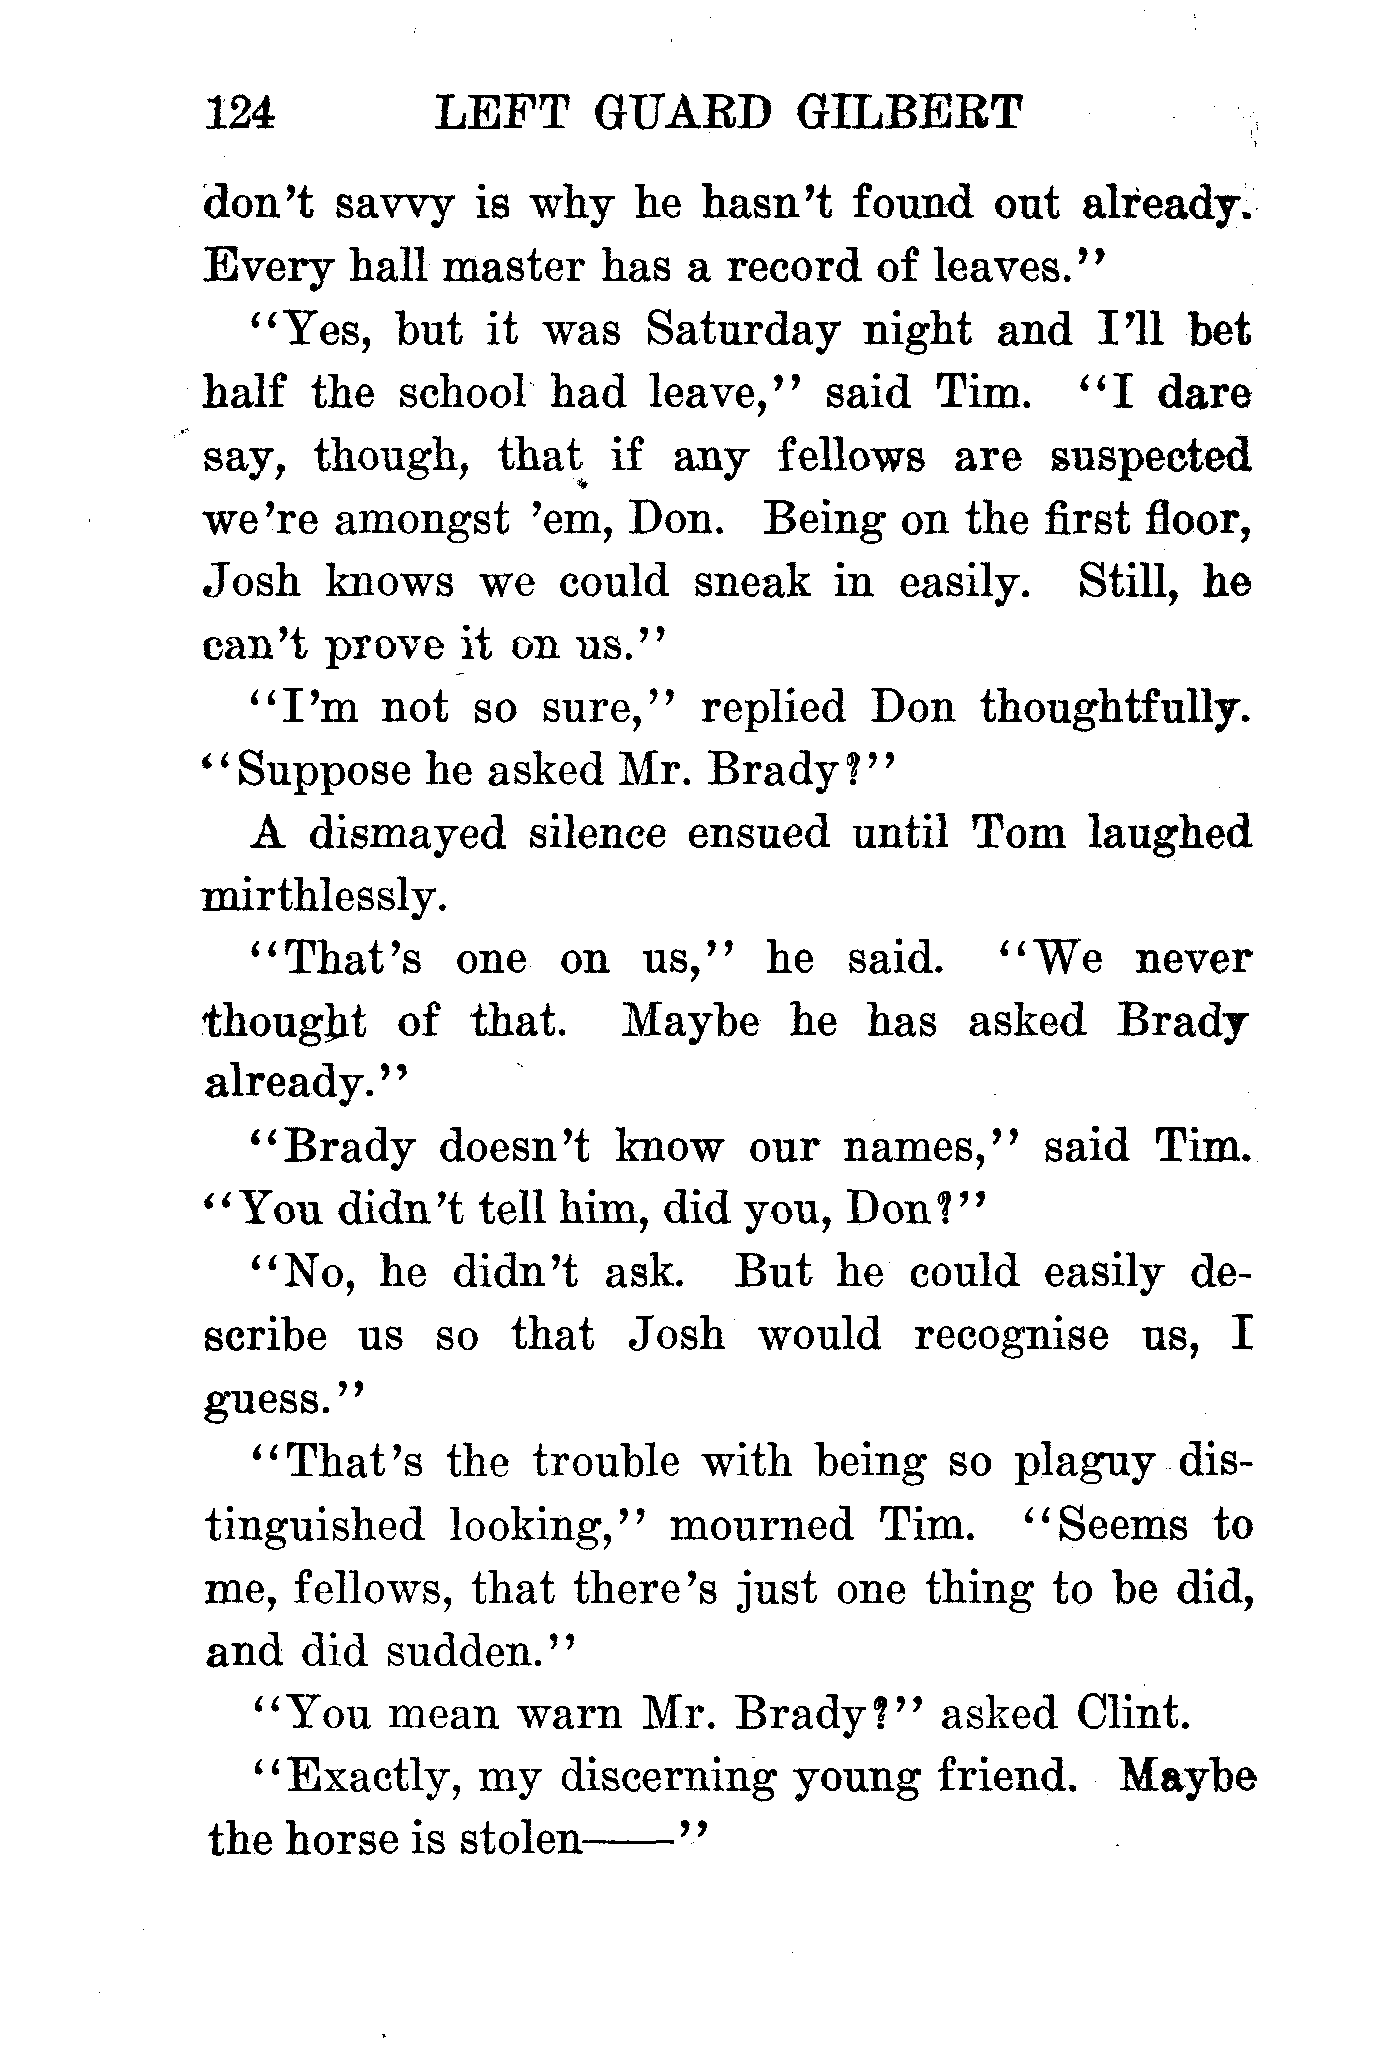 124 LEFT GUARD GILBERT
don't savvy is why he hasn't found out already.
Every hall master has a record of leaves."
"Yes, but it was Saturday night and I'll bet
half the school had leave," said Tim. "I dare
say, though, that if any fellows are suspected
we're amongst 'em, Don. Being on the first floor,
Josh knows we could sneak in easily. Still, he
can't prove it on us."
"I'm not so sure," replied Don thoughtfully.
"Suppose he asked Mr. Brady?"
A dismayed silence ensued until Tom laughed
mirthlessly.
"That's one on us," he said. "We never
thought of that. Maybe he has asked Brady
already."
"Brady doesn't know our names," said Tim.
"You didn't tell him, did you, Don?"
"No, he didn't ask. But he could easily de-
scribe us so that Josh would recognise us, I
guess."
"That's the trouble with being so plaguy dis-
tinguished looking," mourned Tim. "Seems to
me, fellows, that there's just one thing to be did,
and did sudden."
"You mean warn Mr. Brady?" asked Clint.
"Exactly, my discerning young friend. Maybe
the horse is stolen——"